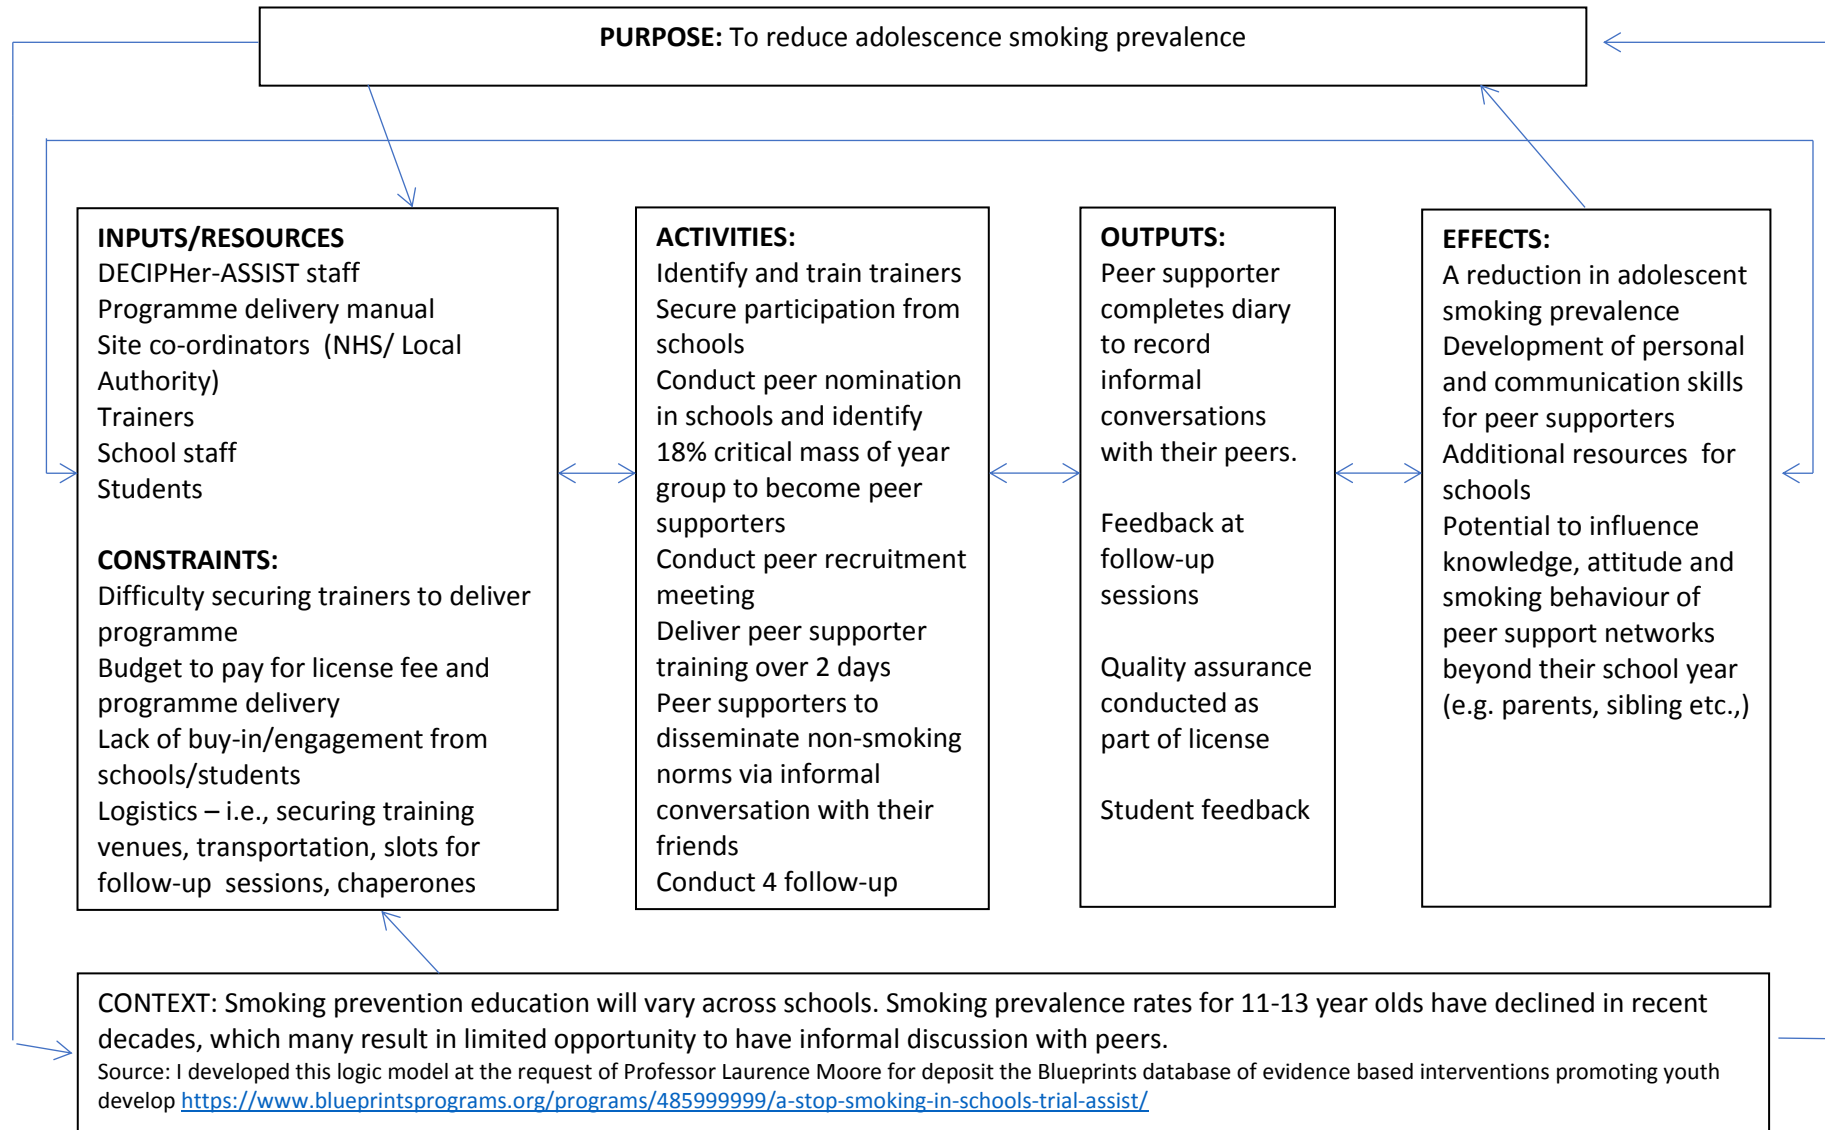 PURPOSE: To reduce adolescence smoking prevalence
INPUTS/RESOURCES
DECIPHer-ASSIST staff
Programme delivery manual
Site co-ordinators (NHS/ Local
Authority)
Trainers
School staff
Students
CONSTRAINTS:
Difficulty securing trainers to deliver
programme
Budget to pay for license fee and
programme delivery
Lack of buy-in/engagement from
schools/students
Logistics – i.e., securing training
venues, transportation, slots for
follow-up sessions, chaperones
ACTIVITIES:
Identify and train trainers
Secure participation from
schools
Conduct peer nomination
in schools and identify
18% critical mass of year
group to become peer
supporters
Conduct peer recruitment
meeting
Deliver peer supporter
training over 2 days
Peer supporters to
disseminate non-smoking
norms via informal
conversation with their
friends
Conduct 4 follow-up
OUTPUTS:
Peer supporter
completes diary
to record
informal
conversations
with their peers.
Feedback at
follow-up
sessions
Quality assurance
conducted as
part of license
Student feedback
EFFECTS:
A reduction in adolescent
smoking prevalence
Development of personal
and communication skills
for peer supporters
Additional resources for
schools
Potential to influence
knowledge, attitude and
smoking behaviour of
peer support networks
beyond their school year
(e.g. parents, sibling etc.,)
CONTEXT: Smoking prevention education will vary across schools. Smoking prevalence rates for 11-13 year olds have declined in recent
decades, which many result in limited opportunity to have informal discussion with peers.
Source: I developed this logic model at the request of Professor Laurence Moore for deposit the Blueprints database of evidence based interventions promoting youth
develop https://www.blueprintsprograms.org/programs/485999999/a-stop-smoking-in-schools-trial-assist/